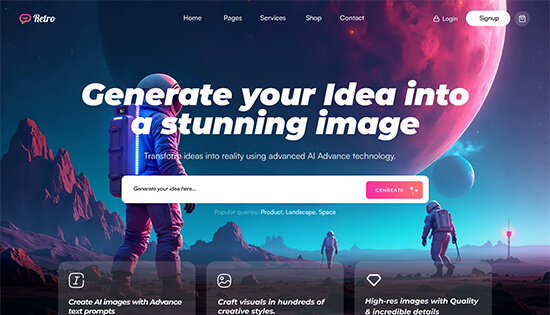 Retro
Home Pages Services Shop Contact
Login Signup
Generate your Idea into
a stunning image
Transform ideas into reality using advanced AI Advance technology.
Generate your idea here...
GENREATE
Popular queries: Product, Landscape, Space
Create AI images with Advance
text prompts
Craft visuals in hundreds of
creative styles.
High-res images with Quality
& incredible details